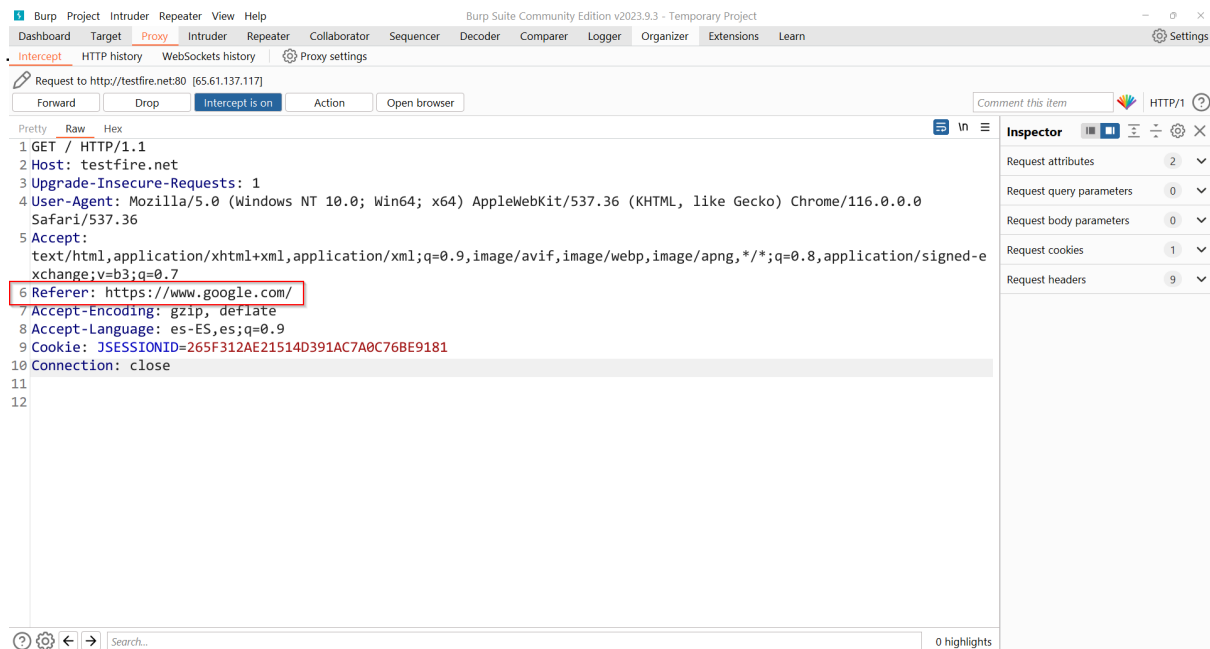 Burp Project Intruder Repeater View Help Burp Suite Community Edition v2023.9.3 - Temporary Project
Dashboard Target Proxy Intruder Repeater Collaborator Sequencer Decoder Comparer Logger Organizer Extensions Learn Settings
Intercept HTTP history WebSockets history Proxy settings
Request to http://testfire.net:80 [65.61.137.117]
Forward Drop Intercept is on Action Open browser Comment this item HTTP/1 ?
Pretty Raw Hex \n
Inspector
1 GET / HTTP/1.1
2 Host: testfire.net
3 Upgrade-Insecure-Requests: 1
4 User-Agent: Mozilla/5.0 (Windows NT 10.0; Win64; x64) AppleWebKit/537.36 (KHTML, like Gecko) Chrome/116.0.0.0
Safari/537.36
5 Accept:
text/html,application/xhtml+xml,application/xml;q=0.9,image/avif,image/webp,image/apng,*/*;q=0.8,application/signed-e
xchange;v=b3;q=0.7
6 Referer: https://www.google.com/
7 Accept-Encoding: gzip, deflate
8 Accept-Language: es-ES,es;q=0.9
9 Cookie: JSESSIONID=265F312AE21514D391AC7A0C76BE9181
10 Connection: close
11
12
Request attributes 2
Request query parameters 0
Request body parameters 0
Request cookies 1
Request headers 9
? Search... 0 highlights